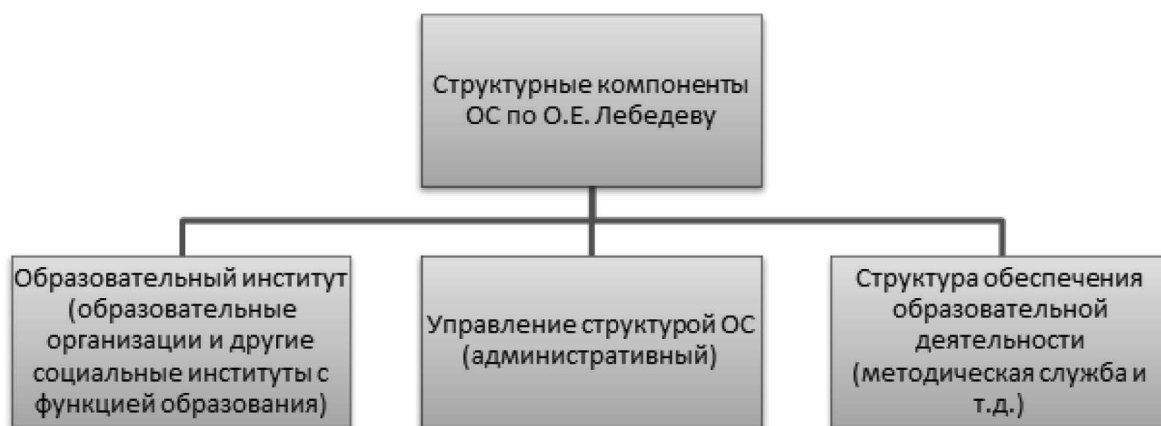 Структурные компоненты
ОС по О.Е. Лебедеву
Образовательный институт
(образовательные
организации и другие
социальные институты с
функцией образования)
Управление структурой ОС
(административный)
Структура обеспечения
образовательной
деятельности
(методическая служба и
т.д.)